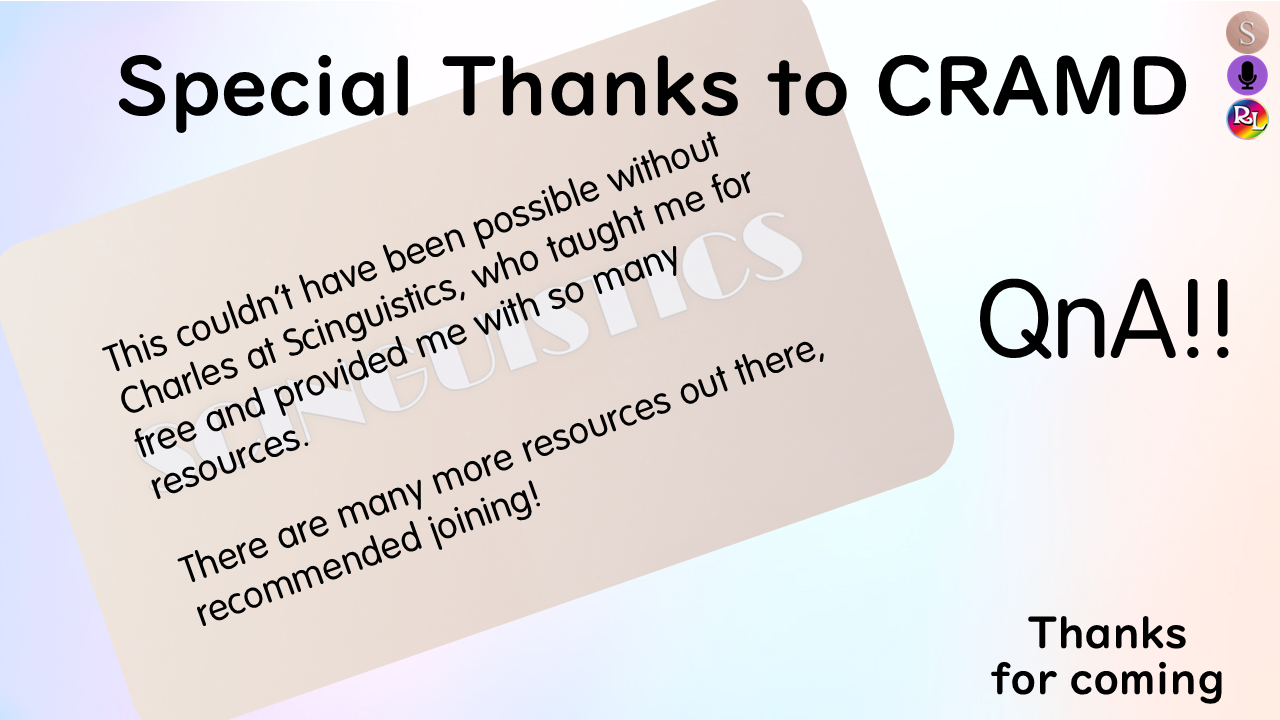 Special Thanks to CRAMD
S
RL
This couldn't have been possible without
Charles at Scinguistics, who taught me for
free and provided me with so many
resources.
SCINGUISTICS
There are many more resources out there,
recommended joining!
QnA!!
Thanks
for coming